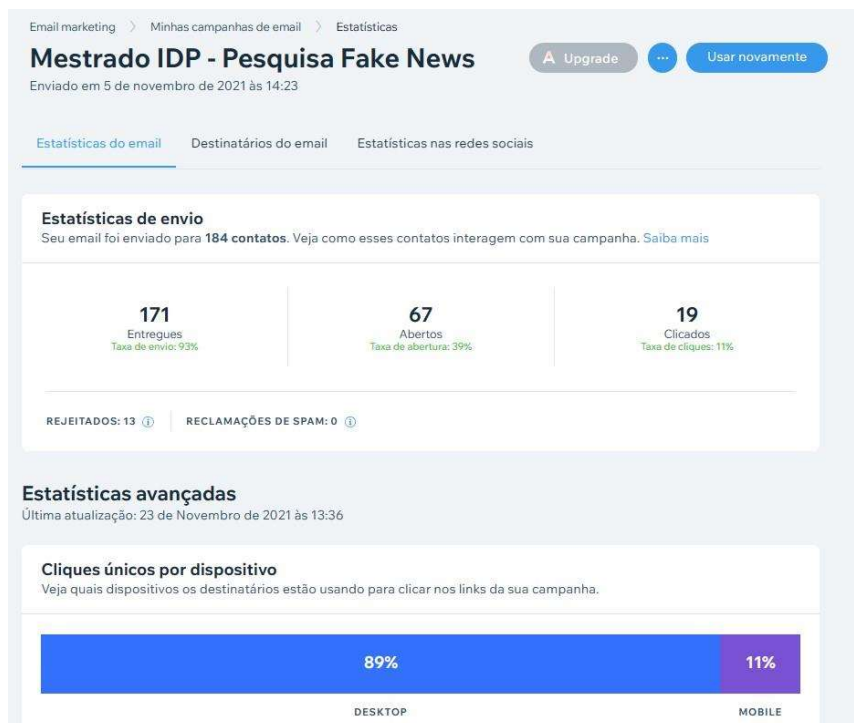 Email marketing > Minhas campanhas de email > Estatísticas
Mestrado IDP - Pesquisa Fake News
A Upgrade
...
Usar novamente
Enviado em 5 de novembro de 2021 às 14:23
Estatísticas do email Destinatários do email Estatísticas nas redes sociais
Estatísticas de envio
Seu email foi enviado para 184 contatos. Veja como esses contatos interagem com sua campanha. Saiba mais
171 67 19
Entregues Abertos Clicados
Taxa de envio: 93% Taxa de abertura: 39% Taxa de cliques: 11%
REJEITADOS: 13 i RECLAMAÇÕES DE SPAM: 0 i
Estatísticas avançadas
Última atualização: 23 de Novembro de 2021 às 13:36
Cliques únicos por dispositivo
Veja quais dispositivos os destinatários estão usando para clicar nos links da sua campanha.
89% 11%
DESKTOP MOBILE